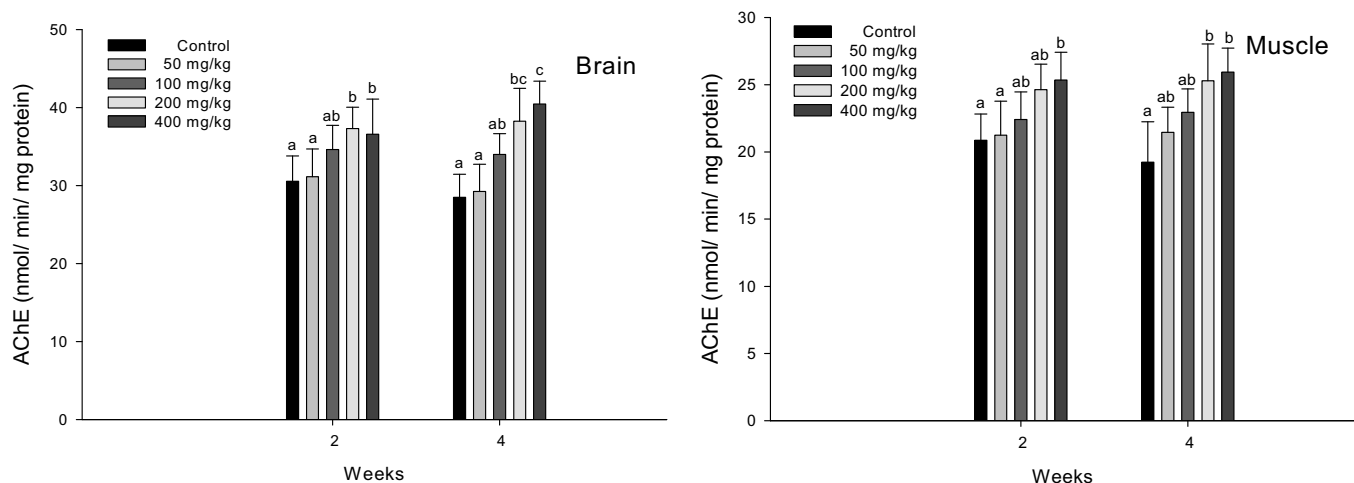 Brain
Control
50 mg/kg
100 mg/kg
200 mg/kg
400 mg/kg
AChE (nmol/ min/ mg protein)
50
40
30
20
10
0
a
a
ab
b
b
a
a
ab
bc
c
2
4
Weeks
Muscle
Control
50 mg/kg
100 mg/kg
200 mg/kg
400 mg/kg
AChE (nmol/ min/ mg protein)
30
25
20
15
10
5
0
a
a
ab
ab
b
a
ab
ab
b
b
2
4
Weeks